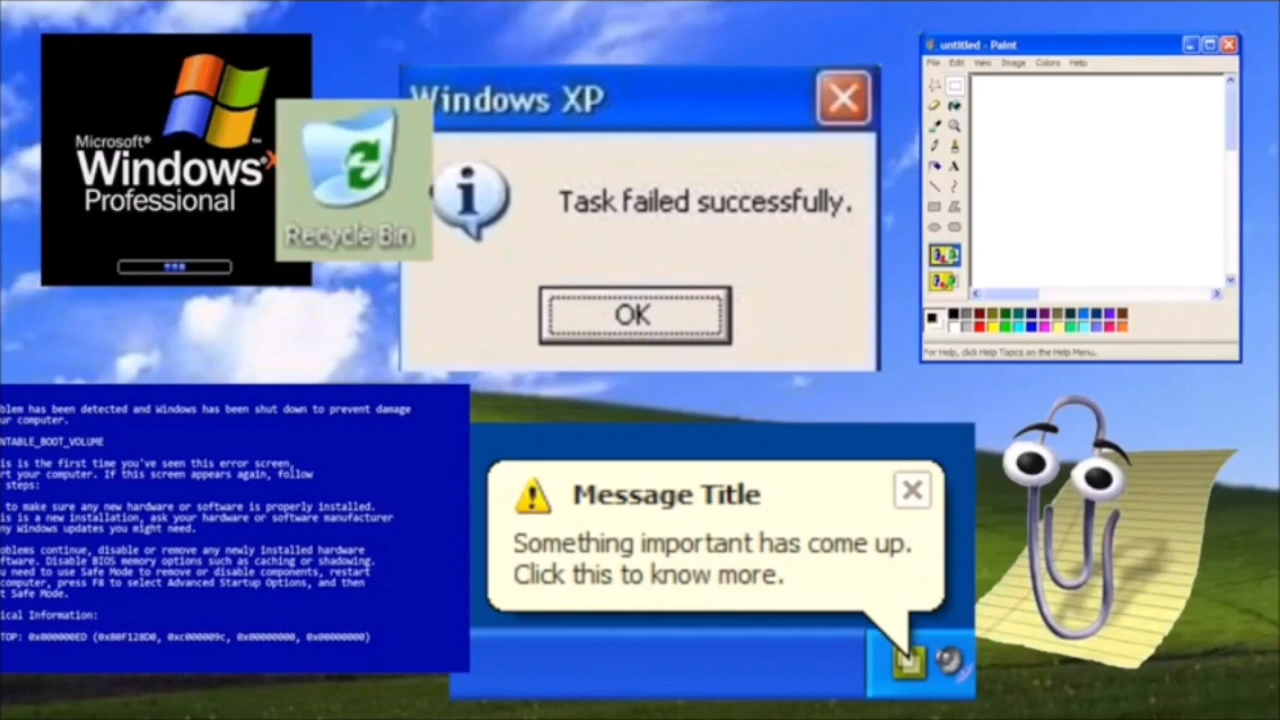 Microsoft®
Windows
Professional
Recycle Bin
Windows XP
Task failed successfully.
OK
untitled - Paint
File Edit View Image Colors Help
A
For Help, click Help Topics on the Help Menu.
blem has been detected and Windows has been shut down to prevent damage
ur computer.
NTABLE_BOOT_VOLUME
is is the first time you've seen this error screen,
rt your computer. If this screen appears again, follow
steps:
to make sure any new hardware or software is properly installed.
is is a new installation, ask your hardware or software manufacturer
ny Windows updates you might need.
oblems continue, disable or remove any newly installed hardware
ftware. Disable BIOS memory options such as caching or shadowing.
u need to use Safe Mode to remove or disable components, restart
computer, press F8 to select Advanced Startup Options, and then
t Safe Mode.
ical Information:
TOP: 0x000000ED (0x80F128D0, 0xc000009c, 0x00000000, 0x00000000)
Message Title
Something important has come up.
Click this to know more.